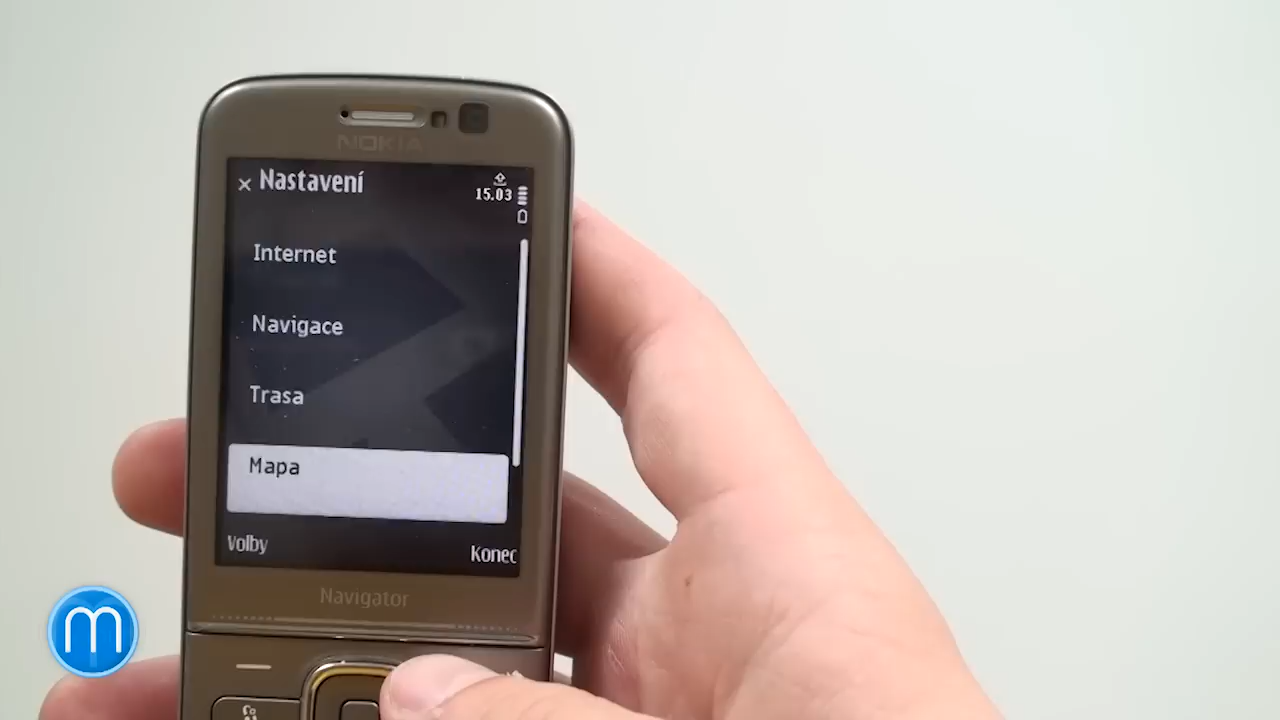 NOKIA
Nastavení
15.03
Internet
Navigace
Trasa
Mapa
Volby
Konec
Navigator
m